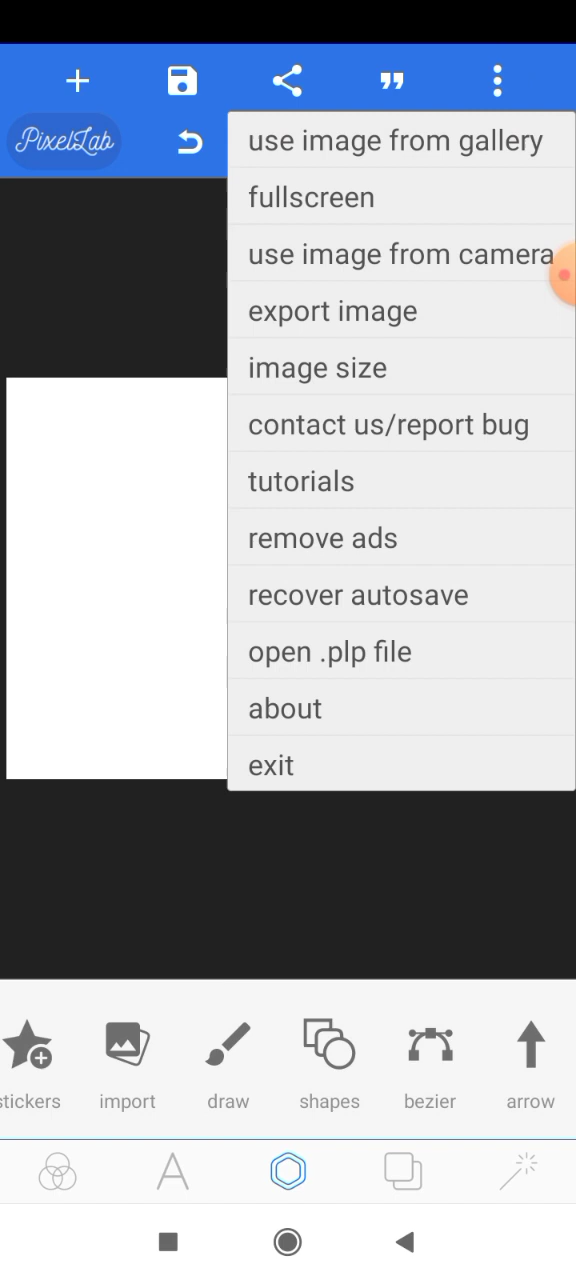 PixelLab
use image from gallery
fullscreen
use image from camera
export image
image size
contact us/report bug
tutorials
remove ads
recover autosave
open .plp file
about
exit
stickers
import
draw
shapes
bezier
arrow